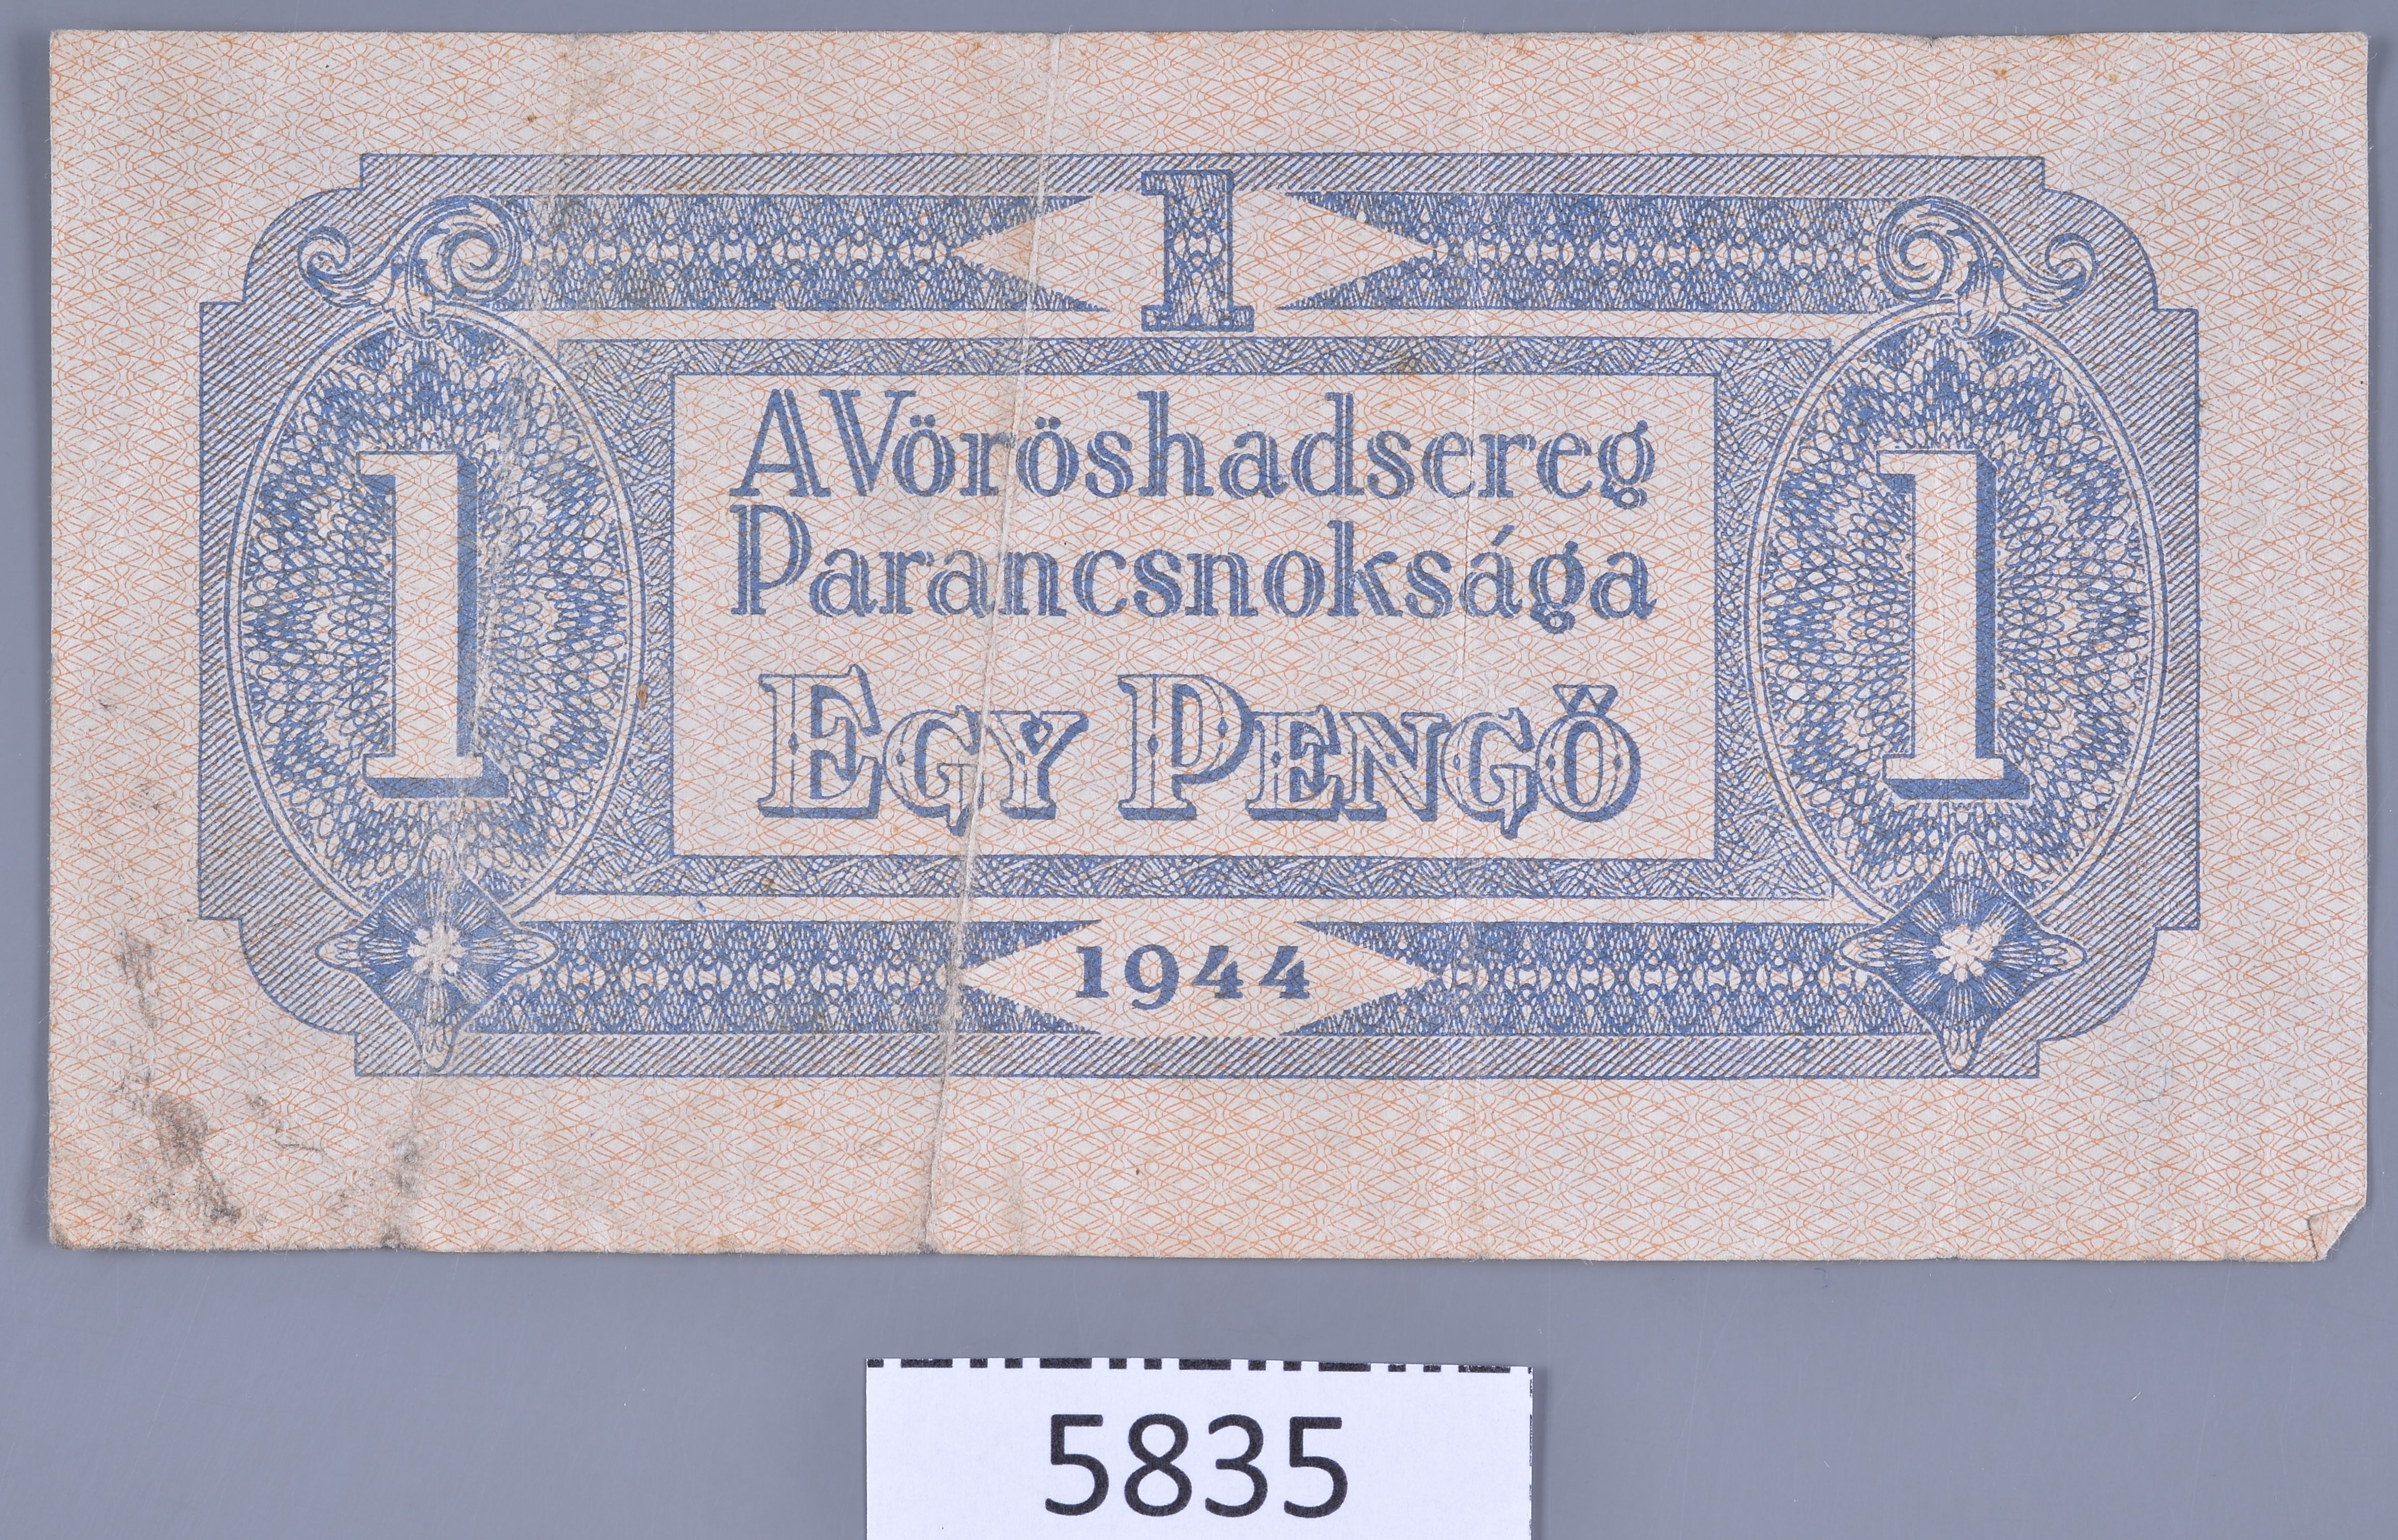 1
A Vöröshadsereg
Parancsnoksága
1
1
EGY PENGŐ
1944
5835